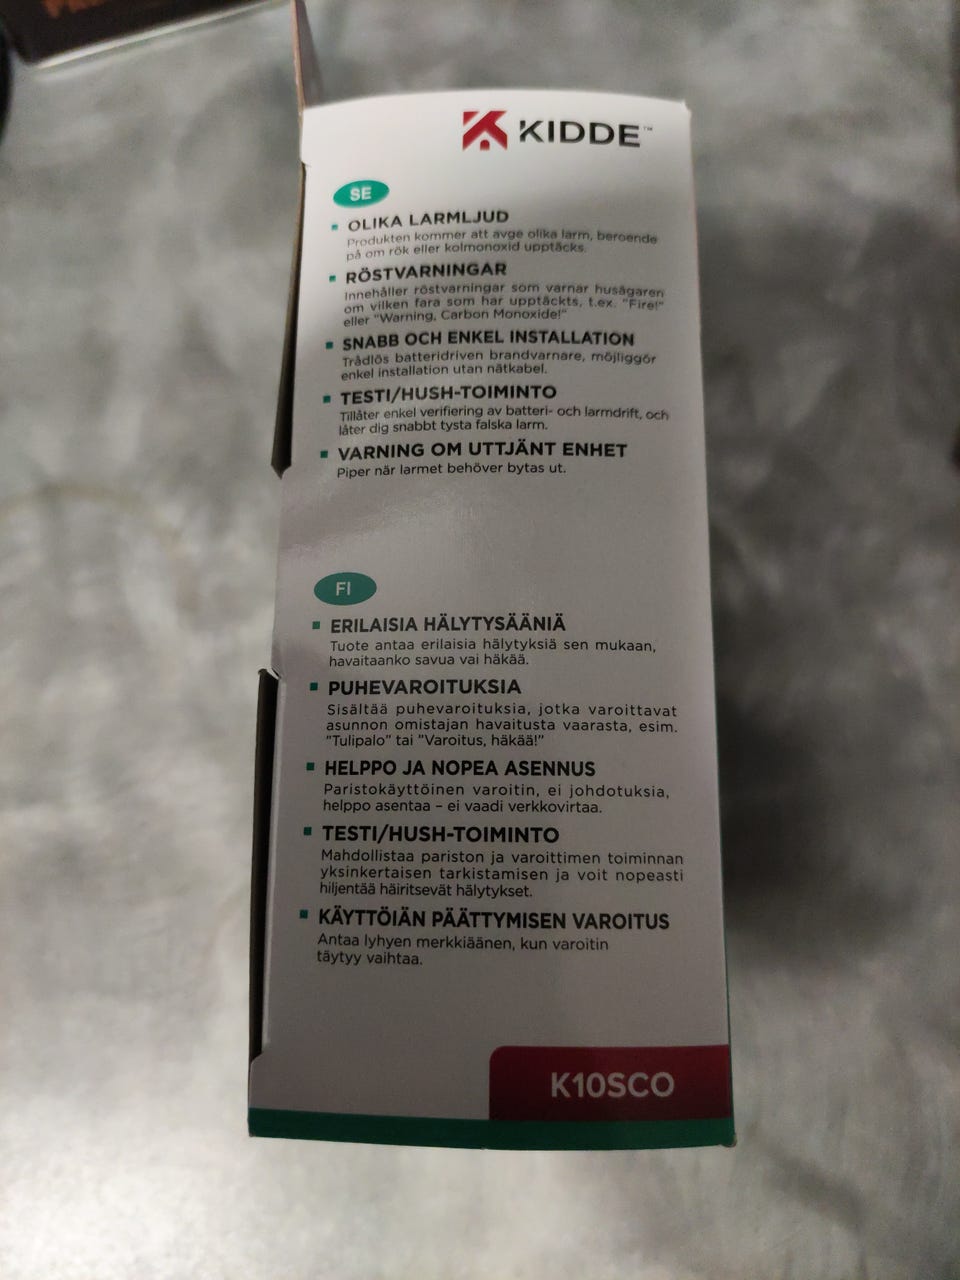 KIDDE™
SE
OLIKA LARMLJUD
Produkten kommer att avge olika larm, beroende
på om rök eller kolmonoxid upptäcks.
RÖSTVARNINGAR
Innehåller röstvarningar som varnar husägaren
om vilken fara som har upptäckts, t.ex. "Fire!"
eller "Warning, Carbon Monoxide!"
SNABB OCH ENKEL INSTALLATION
Trådlös batteridriven brandvarnare, möjliggör
enkel installation utan nätkabel.
TESTI/HUSH-TOIMINTO
Tillåter enkel verifiering av batteri- och larmdrift, och
låter dig snabbt tysta falska larm.
VARNING OM UTTJÄNT ENHET
Piper när larmet behöver bytas ut.
FI
ERILAISIA HÄLYTYSÄÄNIÄ
Tuote antaa erilaisia hälytyksiä sen mukaan,
havaitaanko savua vai häkää.
PUHEVAROITUKSIA
Sisältää puhevaroituksia, jotka varoittavat
asunnon omistajan havaitusta vaarasta, esim.
"Tulipalo" tai "Varoitus, häkää!"
HELPPO JA NOPEA ASENNUS
Paristokäyttöinen varoitin, ei johdotuksia,
helppo asentaa – ei vaadi verkkovirtaa.
TESTI/HUSH-TOIMINTO
Mahdollistaa pariston ja varoittimen toiminnan
yksinkertaisen tarkistamisen ja voit nopeasti
hiljentää häiritsevät hälytykset.
KÄYTTÖIÄN PÄÄTTYMISEN VAROITUS
Antaa lyhyen merkkiäänen, kun varoitin
täytyy vaihtaa.
K10SCO